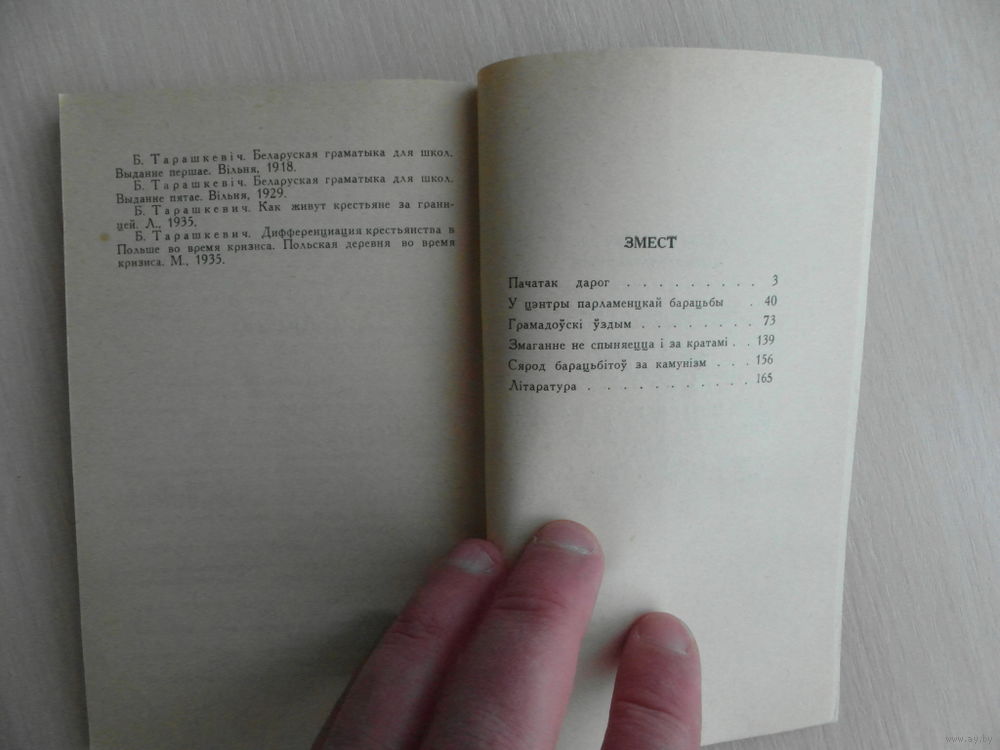 Б. Тарашкевіч. Беларуская граматыка для школ.
Выданне першае. Вільня, 1918.
Б. Тарашкевіч. Беларуская граматыка для школ.
Выданне пятае. Вільня, 1929.
Б. Тарашкевич. Как живут крестьяне за грани-
цей. Л., 1935.
Б. Тарашкевич. Дифференциация крестьянства в
Польше во время кризиса. Польская деревня во время
кризиса. М., 1935.
ЗМЕСТ
Пачатак дарог . . . . . . . . . 3
У цэнтры парламенцкай барацьбы . 40
Грамадоўскі ўздым . . . . . . . . 73
Змаганне не спыняецца і за кратамі . . 139
Сярод барацьбітоў за камунізм . . . 156
Літаратура . . . . . . . . . . . 165
www.ay.by